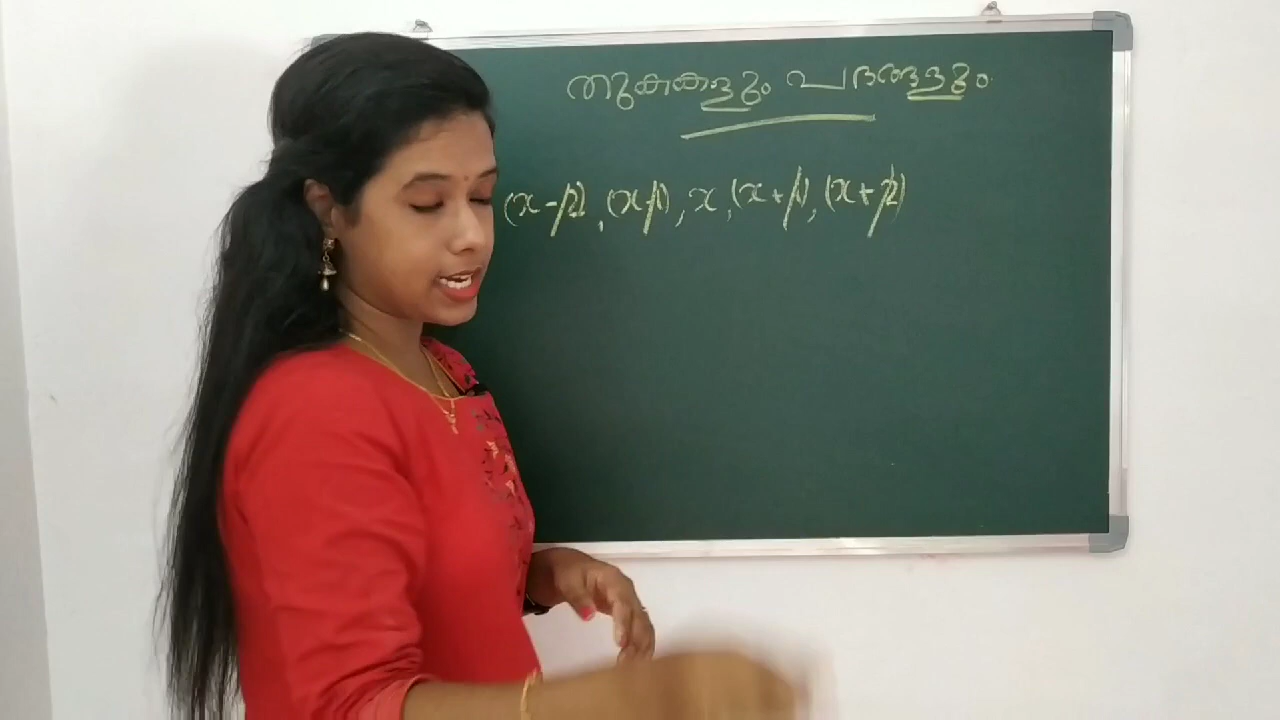 തുകകളും പദങ്ങളും
(x-2), (x-1), x, (x+1), (x+2)